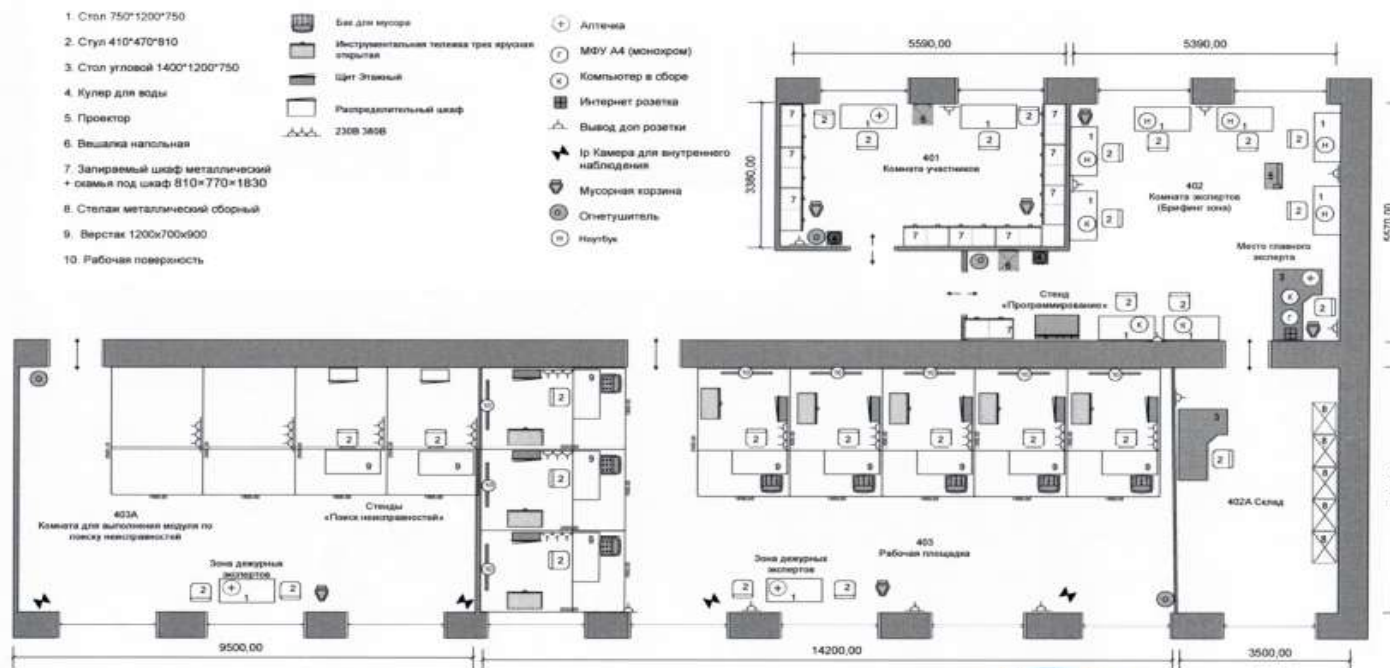 1. Стол 750*1200*750
2. Стул 410*470*810
3. Стол угловой 1400*1200*750
4. Кулер для воды
5. Проектор
6. Вешалка напольная
7. Запираемый шкаф металлический
+ скамья под шкаф 810×770×1830
8. Стелаж металлический сборный
9. Верстак 1200х700х900
10. Рабочая поверхность
Бак для мусора
Инструментальная тележка трех ярусная
открытая
Щит Этажный
Распределительный шкаф
230В 380В
Аптечка
Г МФУ А4 (монохром)
К Компьютер в сборе
Интернет розетка
Вывод доп розетки
Ip Камера для внутреннего
наблюдения
Мусорная корзина
Огнетушитель
Н Ноутбук
5590,00
5390,00
3380,00
5570,00
401
Комната участников
402
Комната экспертов
(Брифинг зона)
Место главного
эксперта
Стенд
«Программирование»
403А
Комната для выполнения модуля по
поиску неисправностей
Стенды
«Поиск неисправностей»
Зона дежурных
экспертов
403
Рабочая площадка
Зона дежурных
экспертов
402А Склад
9500,00
14200,00
3500,00